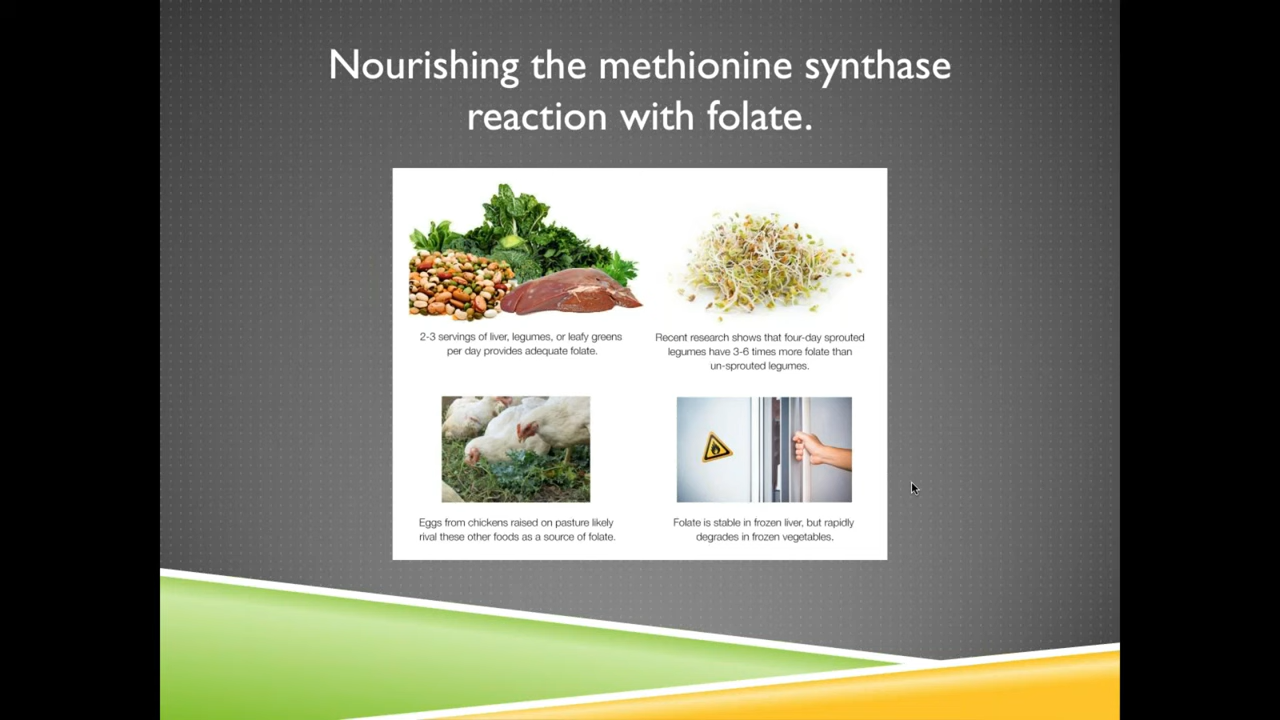 Nourishing the methionine synthase
reaction with folate.
2-3 servings of liver, legumes, or leafy greens
per day provides adequate folate.
Recent research shows that four-day sprouted
legumes have 3-6 times more folate than
un-sprouted legumes.
Eggs from chickens raised on pasture likely
rival these other foods as a source of folate.
Folate is stable in frozen liver, but rapidly
degrades in frozen vegetables.